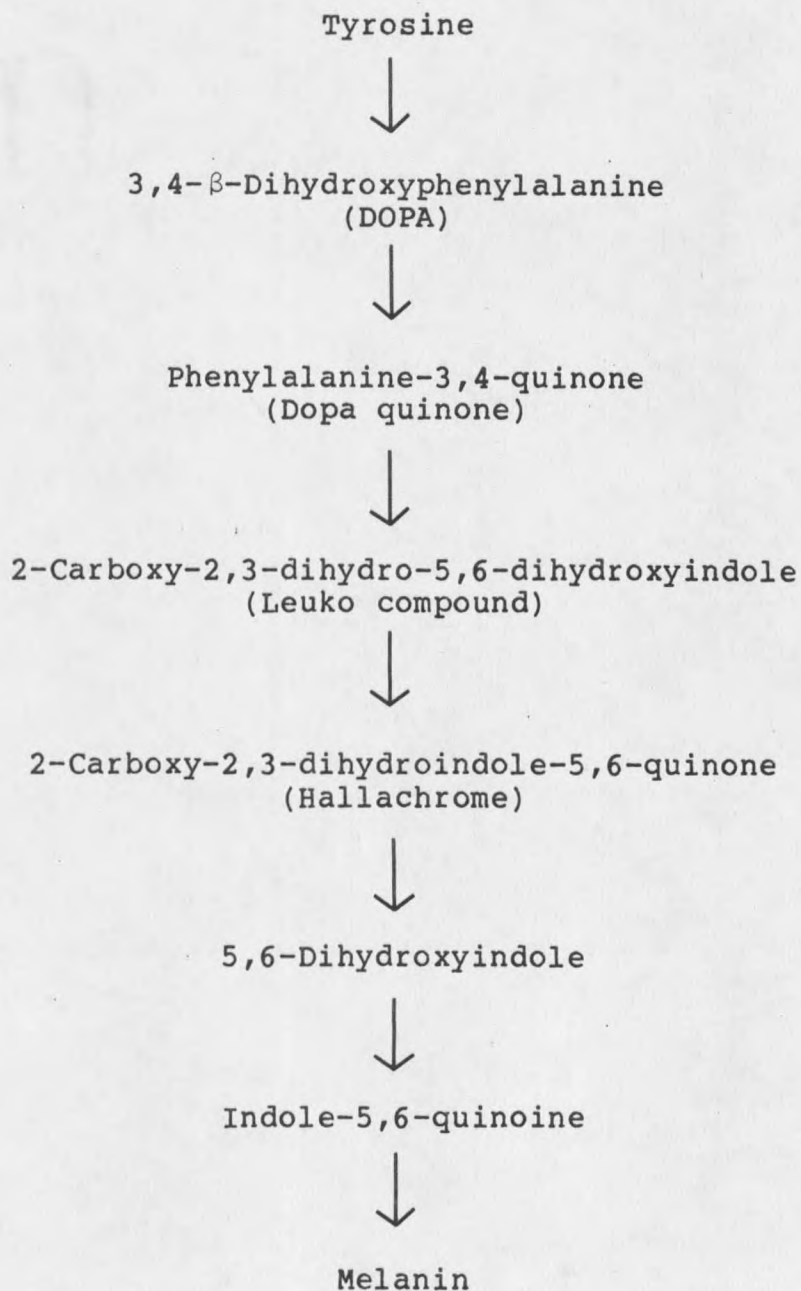 Tyrosine
3,4-β-Dihydroxyphenylalanine
(DOPA)
Phenylalanine-3,4-quinone
(Dopa quinone)
2-Carboxy-2,3-dihydro-5,6-dihydroxyindole
(Leuko compound)
2-Carboxy-2,3-dihydroindole-5,6-quinone
(Hallachrome)
5,6-Dihydroxyindole
Indole-5,6-quinoine
Melanin